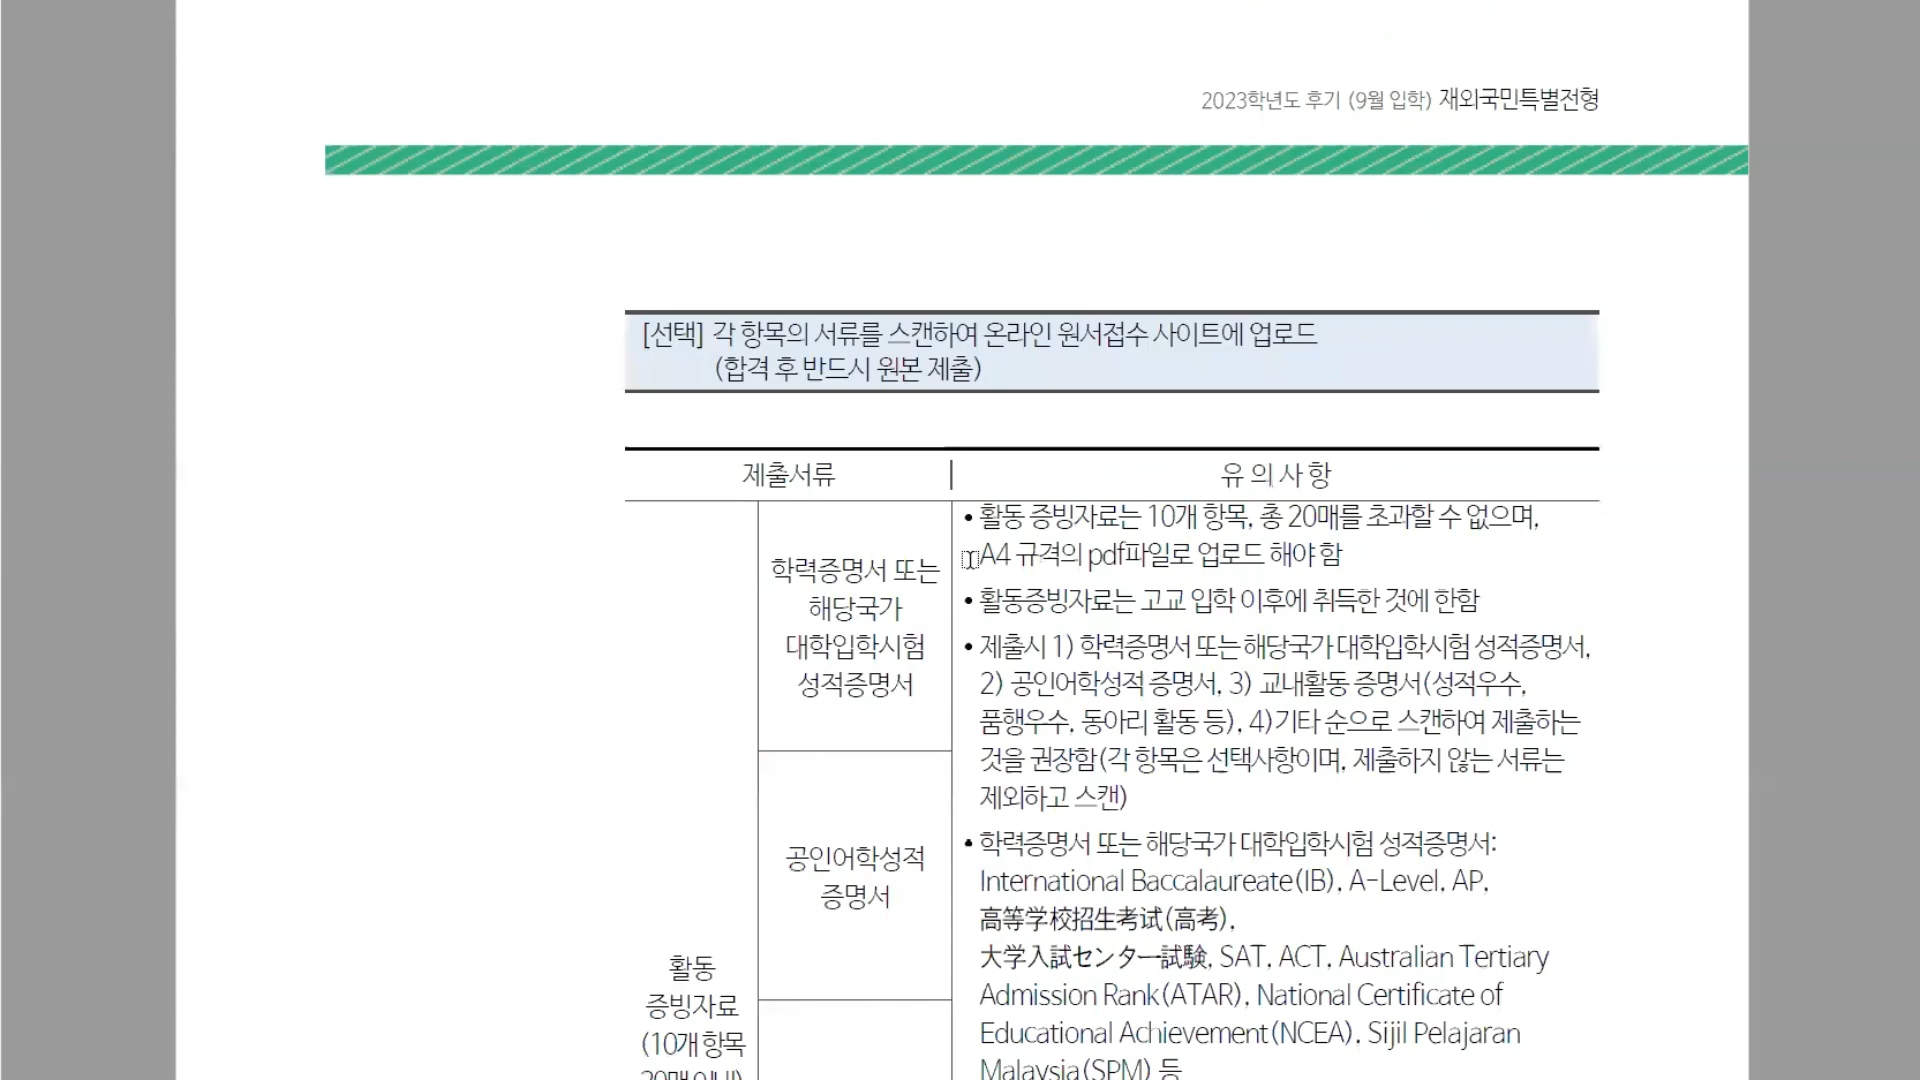 2023학년도 후기 (9월 입학) 재외국민특별전형
[선택] 각 항목의 서류를 스캔하여 온라인 원서접수 사이트에 업로드
(합격 후 반드시 원본 제출)
제출서류
유 의 사 항
활동
증빙자료
(10개 항목
20매 이내)
학력증명서 또는
해당국가
대학입학시험
성적증명서
공인어학성적
증명서
• 활동 증빙자료는 10개 항목, 총 20매를 초과할 수 없으며,
A4 규격의 pdf파일로 업로드 해야 함
• 활동증빙자료는 고교 입학 이후에 취득한 것에 한함
• 제출시 1) 학력증명서 또는 해당국가 대학입학시험 성적증명서,
2) 공인어학성적 증명서, 3) 교내활동 증명서(성적우수,
품행우수, 동아리 활동 등), 4)기타 순으로 스캔하여 제출하는
것을 권장함(각 항목은 선택사항이며, 제출하지 않는 서류는
제외하고 스캔)
• 학력증명서 또는 해당국가 대학입학시험 성적증명서:
International Baccalaureate(IB), A-Level, AP,
高等学校招生考试(高考),
大学入試センター試験, SAT, ACT, Australian Tertiary
Admission Rank(ATAR), National Certificate of
Educational Achievement(NCEA), Sijil Pelajaran
Malaysia(SPM) 등